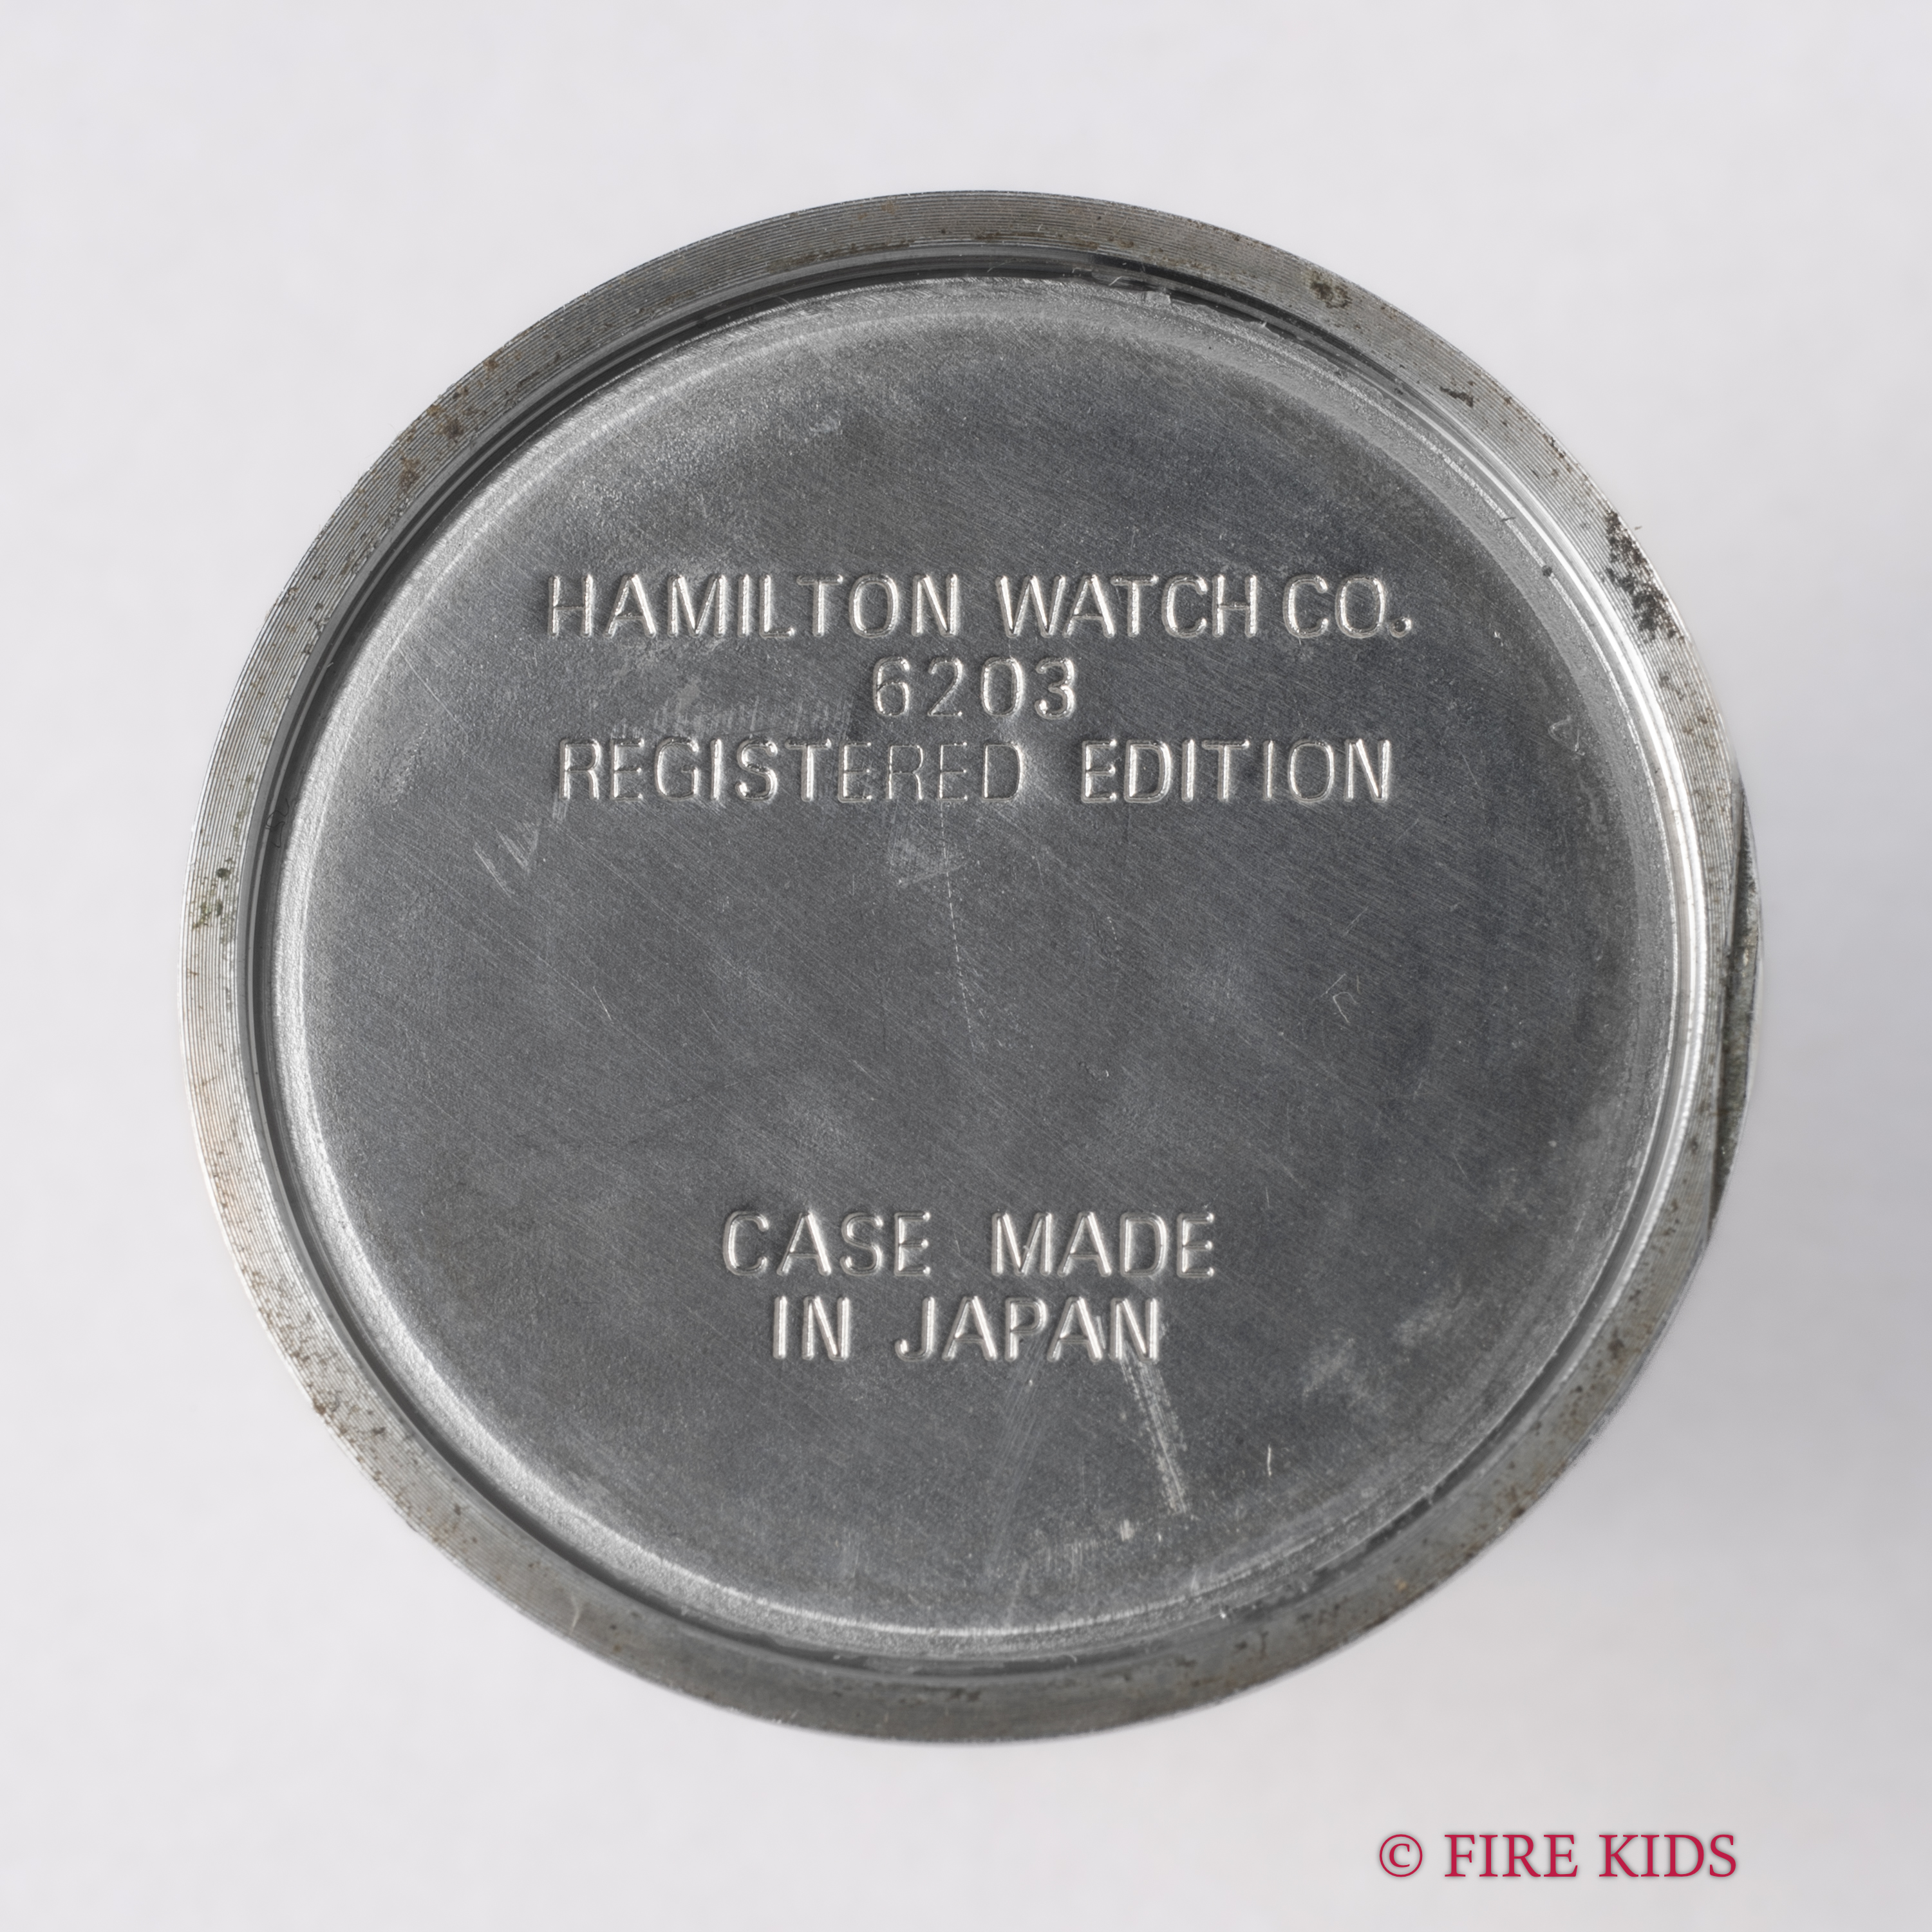 HAMILTON WATCH CO.
6203
REGISTERED EDITION
CASE MADE
IN JAPAN
© FIRE KIDS